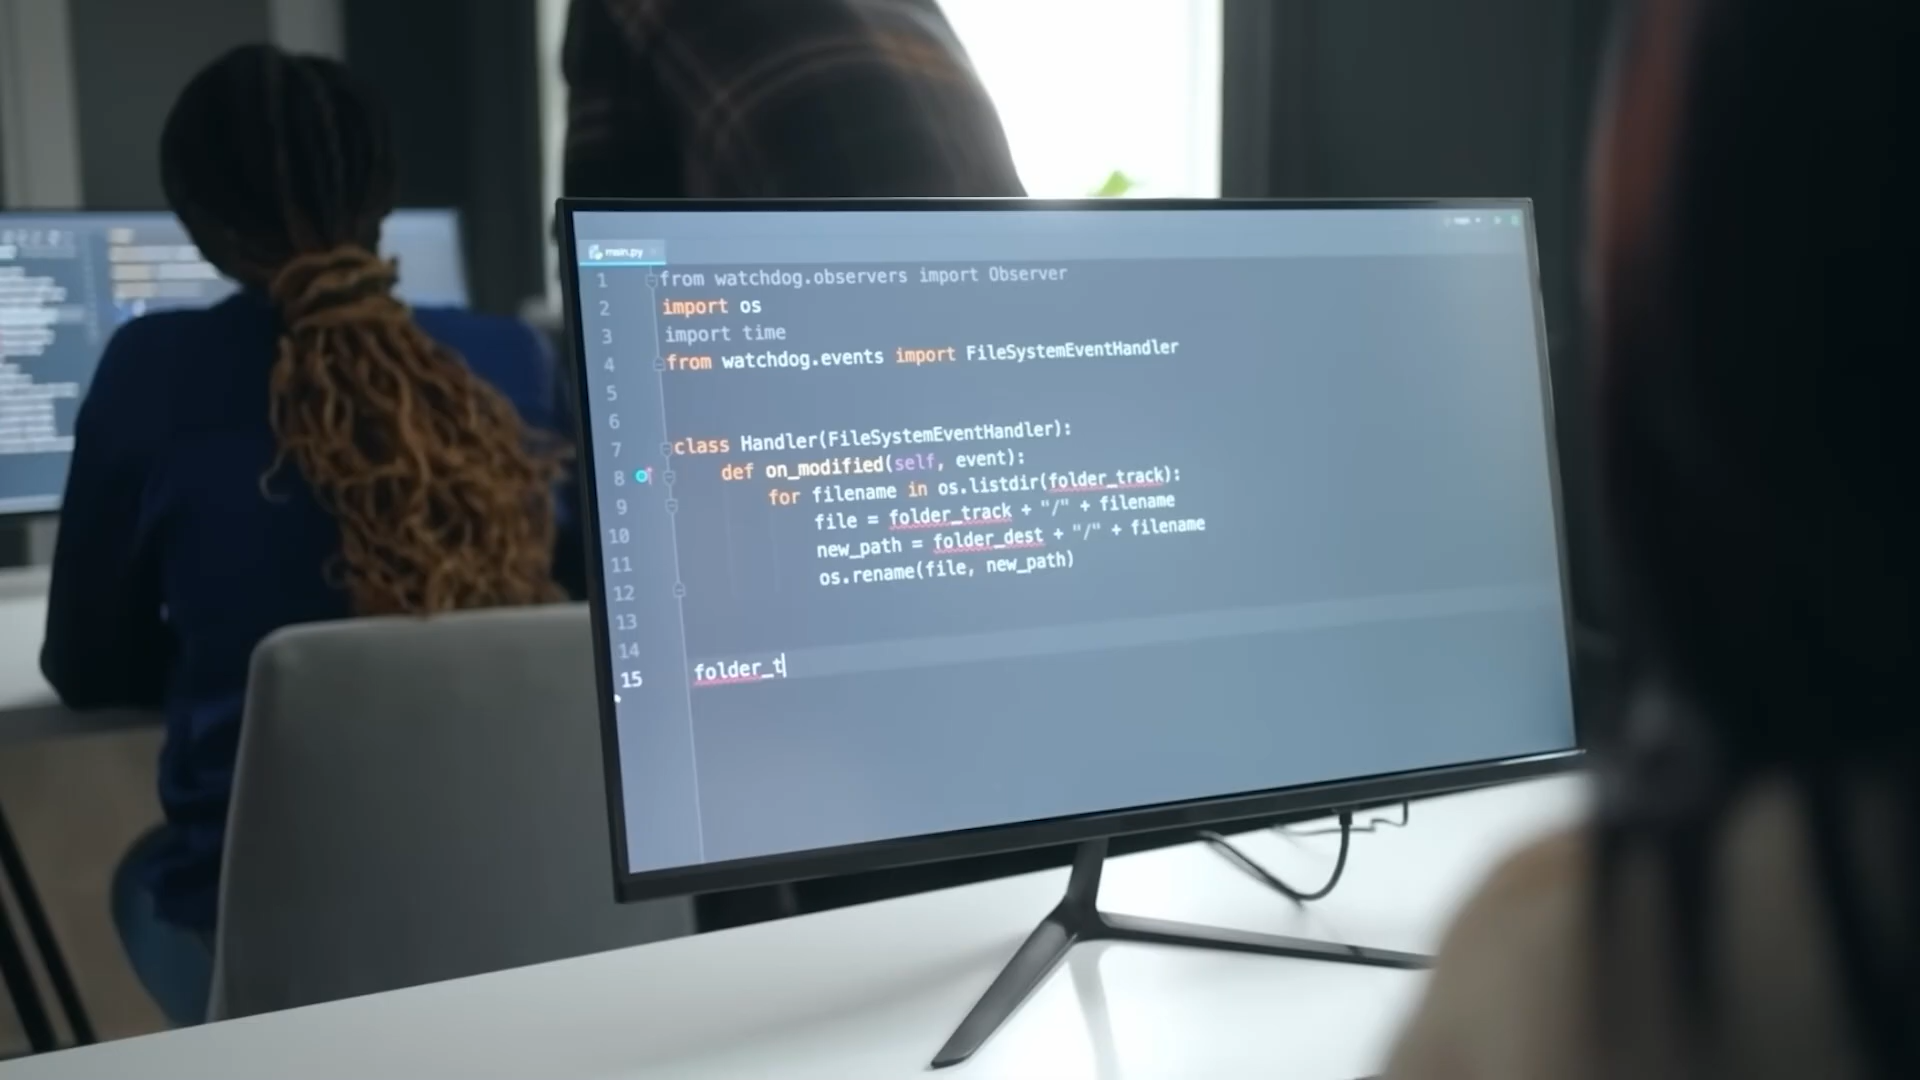 main.py
1 from watchdog.observers import Observer
2 import os
3 import time
4 from watchdog.events import FileSystemEventHandler
5
6
7 class Handler(FileSystemEventHandler):
8 def on_modified(self, event):
9 for filename in os.listdir(folder_track):
10 file = folder_track + "/" + filename
11 new_path = folder_dest + "/" + filename
12 os.rename(file, new_path)
13
14
15 folder_t